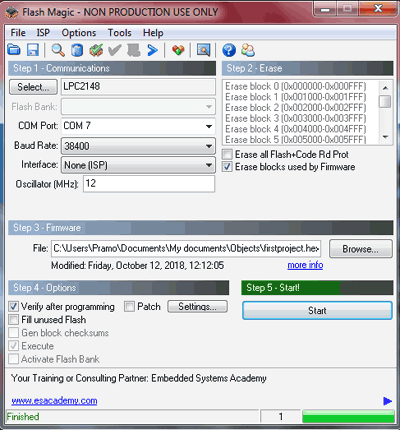 Flash Magic - NON PRODUCTION USE ONLY
File ISP Options Tools Help
Step 1 - Communications
Select... LPC2148
Flash Bank:
COM Port: COM 7
Baud Rate: 38400
Interface: None (ISP)
Oscillator (MHz): 12
Step 2 - Erase
Erase block 0 (0x000000-0x000FFF)
Erase block 1 (0x001000-0x001FFF)
Erase block 2 (0x002000-0x002FFF)
Erase block 3 (0x003000-0x003FFF)
Erase block 4 (0x004000-0x004FFF)
Erase block 5 (0x005000-0x005FFF)
Erase all Flash+Code Rd Prot
Erase blocks used by Firmware
Step 3 - Firmware
File: C:\Users\Pramo\Documents\My documents\Objects\firstproject.hex Browse...
Modified: Friday, October 12, 2018, 12:12:05 more info
Step 4 - Options
Verify after programming Patch Settings...
Fill unused Flash
Gen block checksums
Execute
Activate Flash Bank
Step 5 - Start!
Start
Your Training or Consulting Partner: Embedded Systems Academy
www.esacademy.com
Finished 1